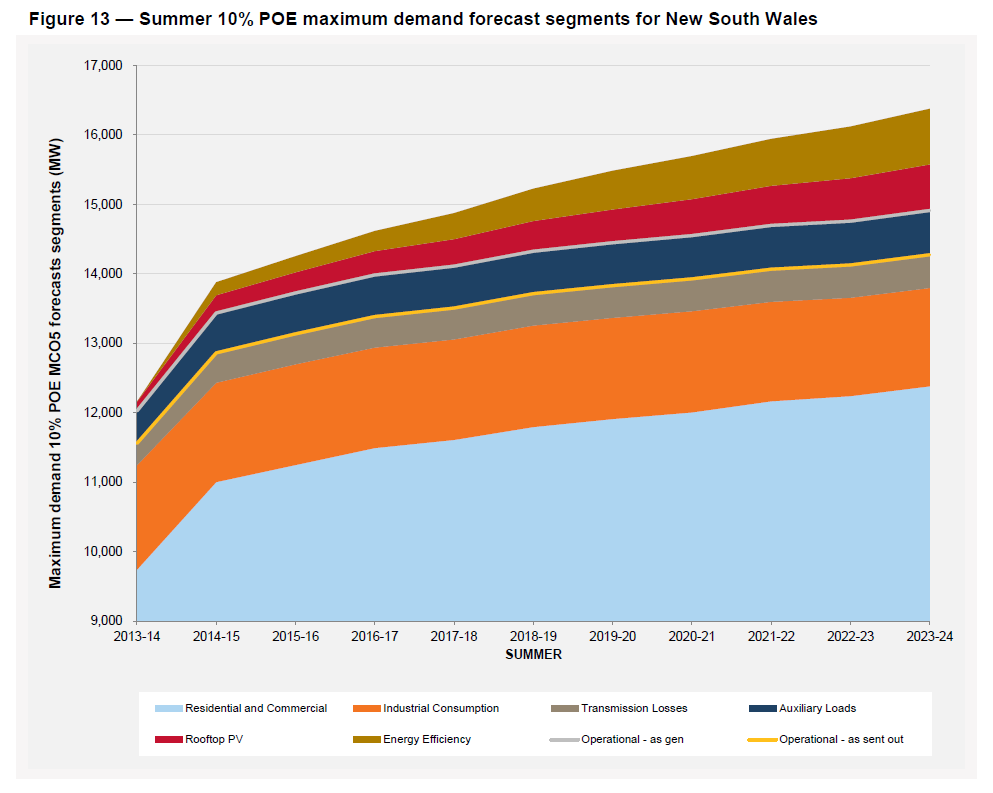 Figure 13 — Summer 10% POE maximum demand forecast segments for New South Wales
Maximum demand 10% POE MCO5 forecasts segments (MW)
17,000
16,000
15,000
14,000
13,000
12,000
11,000
10,000
9,000
2013-14 2014-15 2015-16 2016-17 2017-18 2018-19 2019-20 2020-21 2021-22 2022-23 2023-24
SUMMER
Residential and Commercial Industrial Consumption Transmission Losses Auxiliary Loads
Rooftop PV Energy Efficiency Operational - as gen Operational - as sent out